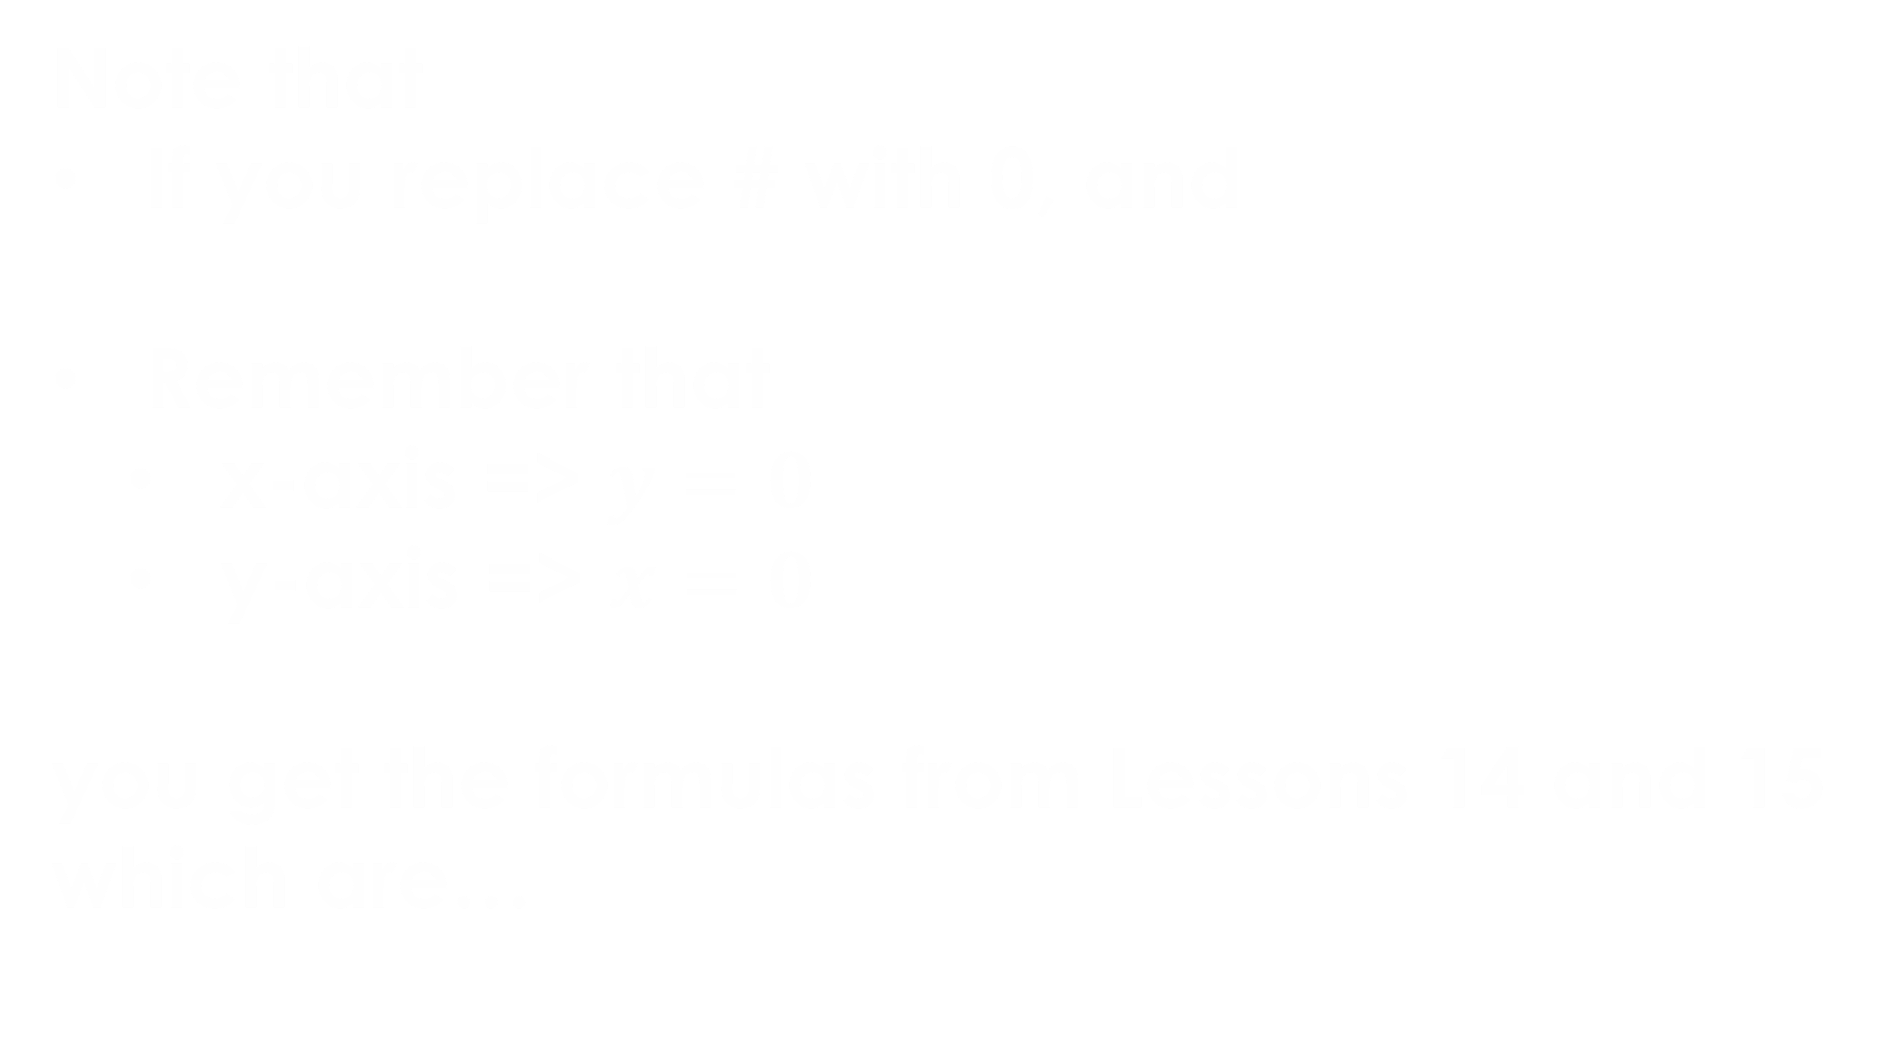 Note that
• If you replace # with 0, and
• Remember that
• x-axis => y = 0
• y-axis => x = 0
you get the formulas from Lessons 14 and 15
which are...